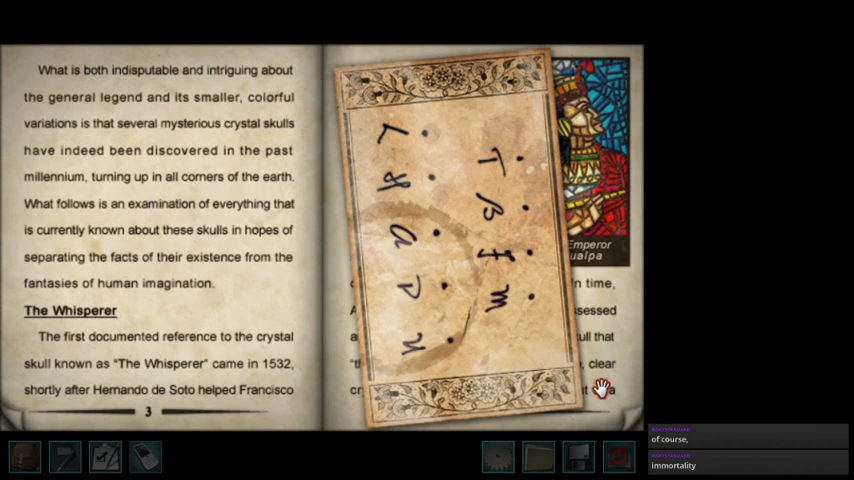 What is both indisputable and intriguing about
the general legend and its smaller, colorful
variations is that several mysterious crystal skulls
have indeed been discovered in the past
millennium, turning up in all corners of the earth.
What follows is an examination of everything that
is currently known about these skulls in hopes of
separating the facts of their existence from the
fantasies of human imagination.
The Whisperer
The first documented reference to the crystal
skull known as "The Whisperer" came in 1532,
shortly after Hernando de Soto helped Francisco
3
Emperor
ualpa
n time,
ssessed
ull that
, clear
of course,
immortality